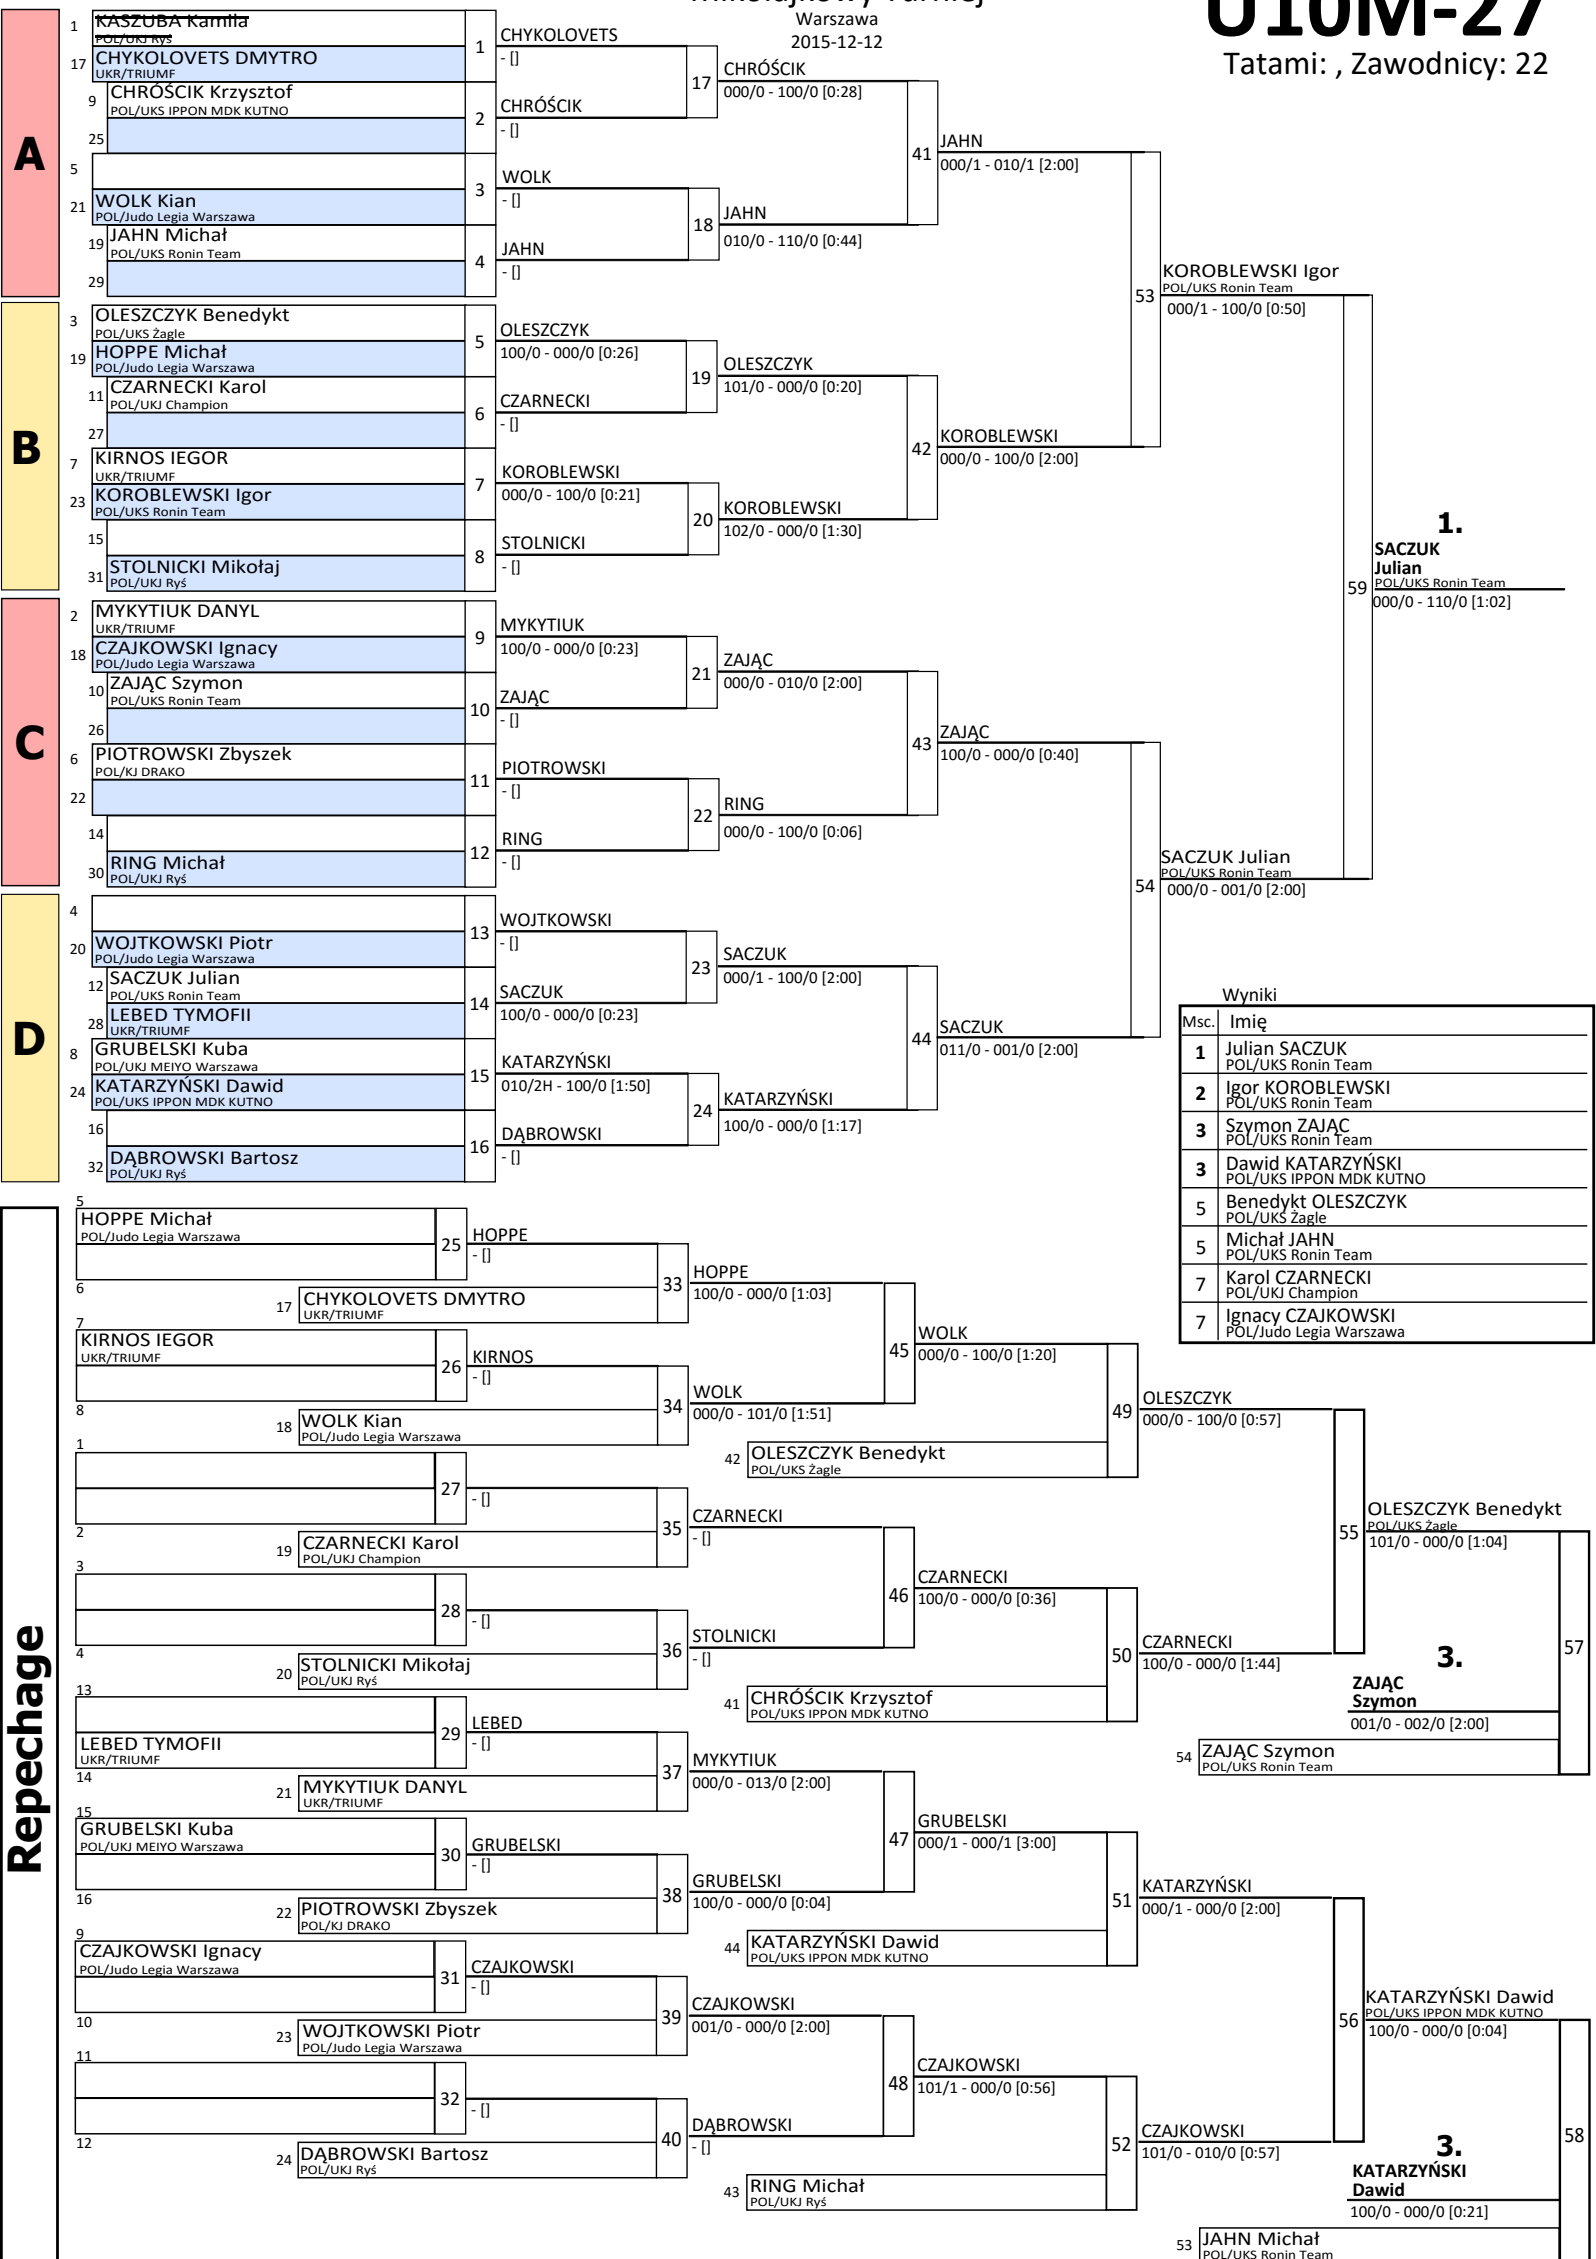 Mikołajkowy Turniej
Warszawa
2015-12-12
U10M-27
Tatami: , Zawodnicy: 22
A
1 KASZUBA Kamila
POL/UKJ Ryś
17 CHYKOLOVETS DMYTRO
UKR/TRIUMF
9 CHRÓŚCIK Krzysztof
POL/UKS IPPON MDK KUTNO
25
5
21 WOLK Kian
POL/Judo Legia Warszawa
19 JAHN Michał
POL/UKS Ronin Team
29
1 CHYKOLOVETS
- []
2 CHRÓŚCIK
- []
3 WOLK
- []
4 JAHN
- []
17 CHRÓŚCIK
000/0 - 100/0 [0:28]
18 JAHN
010/0 - 110/0 [0:44]
41 JAHN
000/1 - 010/1 [2:00]
B
3 OLESZCZYK Benedykt
POL/UKS Żagle
19 HOPPE Michał
POL/Judo Legia Warszawa
11 CZARNECKI Karol
POL/UKJ Champion
27
7 KIRNOS IEGOR
UKR/TRIUMF
23 KOROBLEWSKI Igor
POL/UKS Ronin Team
15
31 STOLNICKI Mikołaj
POL/UKJ Ryś
5 OLESZCZYK
100/0 - 000/0 [0:26]
6 CZARNECKI
- []
7 KOROBLEWSKI
000/0 - 100/0 [0:21]
8 STOLNICKI
- []
19 OLESZCZYK
101/0 - 000/0 [0:20]
20 KOROBLEWSKI
102/0 - 000/0 [1:30]
42 KOROBLEWSKI
000/0 - 100/0 [2:00]
53 KOROBLEWSKI Igor
POL/UKS Ronin Team
000/1 - 100/0 [0:50]
C
2 MYKYTIUK DANYL
UKR/TRIUMF
18 CZAJKOWSKI Ignacy
POL/Judo Legia Warszawa
10 ZAJĄC Szymon
POL/UKS Ronin Team
26
6 PIOTROWSKI Zbyszek
POL/KJ DRAKO
22
14
30 RING Michał
POL/UKJ Ryś
9 MYKYTIUK
100/0 - 000/0 [0:23]
10 ZAJĄC
- []
11 PIOTROWSKI
- []
12 RING
- []
21 ZAJĄC
000/0 - 010/0 [2:00]
22 RING
000/0 - 100/0 [0:06]
43 ZAJĄC
100/0 - 000/0 [0:40]
D
4
20 WOJTKOWSKI Piotr
POL/Judo Legia Warszawa
12 SACZUK Julian
POL/UKS Ronin Team
28 LEBED TYMOFII
UKR/TRIUMF
8 GRUBELSKI Kuba
POL/UKJ MEIYO Warszawa
24 KATARZYŃSKI Dawid
POL/UKS IPPON MDK KUTNO
16
32 DĄBROWSKI Bartosz
POL/UKJ Ryś
13 WOJTKOWSKI
- []
14 SACZUK
100/0 - 000/0 [0:23]
15 KATARZYŃSKI
010/2H - 100/0 [1:50]
16 DĄBROWSKI
- []
23 SACZUK
000/1 - 100/0 [2:00]
24 KATARZYŃSKI
100/0 - 000/0 [1:17]
44 SACZUK
011/0 - 001/0 [2:00]
54 SACZUK Julian
POL/UKS Ronin Team
000/0 - 001/0 [2:00]
1.
59 SACZUK
Julian
POL/UKS Ronin Team
000/0 - 110/0 [1:02]
Wyniki
Msc. Imię
1 Julian SACZUK
POL/UKS Ronin Team
2 Igor KOROBLEWSKI
POL/UKS Ronin Team
3 Szymon ZAJĄC
POL/UKS Ronin Team
3 Dawid KATARZYŃSKI
POL/UKS IPPON MDK KUTNO
5 Benedykt OLESZCZYK
POL/UKS Żagle
5 Michał JAHN
POL/UKS Ronin Team
7 Karol CZARNECKI
POL/UKJ Champion
7 Ignacy CZAJKOWSKI
POL/Judo Legia Warszawa
Repechage
5
HOPPE Michał
POL/Judo Legia Warszawa
6
25 HOPPE
- []
17 CHYKOLOVETS DMYTRO
UKR/TRIUMF
7
KIRNOS IEGOR
UKR/TRIUMF
8
26 KIRNOS
- []
18 WOLK Kian
POL/Judo Legia Warszawa
1
2
27
- []
19 CZARNECKI Karol
POL/UKJ Champion
3
4
28
- []
20 STOLNICKI Mikołaj
POL/UKJ Ryś
13
LEBED TYMOFII
UKR/TRIUMF
14
29 LEBED
- []
21 MYKYTIUK DANYL
UKR/TRIUMF
15
GRUBELSKI Kuba
POL/UKJ MEIYO Warszawa
16
30 GRUBELSKI
- []
22 PIOTROWSKI Zbyszek
POL/KJ DRAKO
9
CZAJKOWSKI Ignacy
POL/Judo Legia Warszawa
10
31 CZAJKOWSKI
- []
23 WOJTKOWSKI Piotr
POL/Judo Legia Warszawa
11
12
32
- []
24 DĄBROWSKI Bartosz
POL/UKJ Ryś
33 HOPPE
100/0 - 000/0 [1:03]
34 WOLK
000/0 - 101/0 [1:51]
42 OLESZCZYK Benedykt
POL/UKS Żagle
35 CZARNECKI
- []
36 STOLNICKI
- []
41 CHRÓŚCIK Krzysztof
POL/UKS IPPON MDK KUTNO
37 MYKYTIUK
000/0 - 013/0 [2:00]
38 GRUBELSKI
100/0 - 000/0 [0:04]
44 KATARZYŃSKI Dawid
POL/UKS IPPON MDK KUTNO
39 CZAJKOWSKI
001/0 - 000/0 [2:00]
40 DĄBROWSKI
- []
43 RING Michał
POL/UKJ Ryś
45 WOLK
000/0 - 100/0 [1:20]
46 CZARNECKI
100/0 - 000/0 [0:36]
47 GRUBELSKI
000/1 - 000/1 [3:00]
48 CZAJKOWSKI
101/1 - 000/0 [0:56]
49 OLESZCZYK
000/0 - 100/0 [0:57]
50 CZARNECKI
100/0 - 000/0 [1:44]
51 KATARZYŃSKI
000/1 - 000/0 [2:00]
52 CZAJKOWSKI
101/0 - 010/0 [0:57]
55 OLESZCZYK Benedykt
POL/UKS Żagle
101/0 - 000/0 [1:04]
3.
57 ZAJĄC
Szymon
001/0 - 002/0 [2:00]
54 ZAJĄC Szymon
POL/UKS Ronin Team
56 KATARZYŃSKI Dawid
POL/UKS IPPON MDK KUTNO
100/0 - 000/0 [0:04]
3.
58 KATARZYŃSKI
Dawid
100/0 - 000/0 [0:21]
53 JAHN Michał
POL/UKS Ronin Team